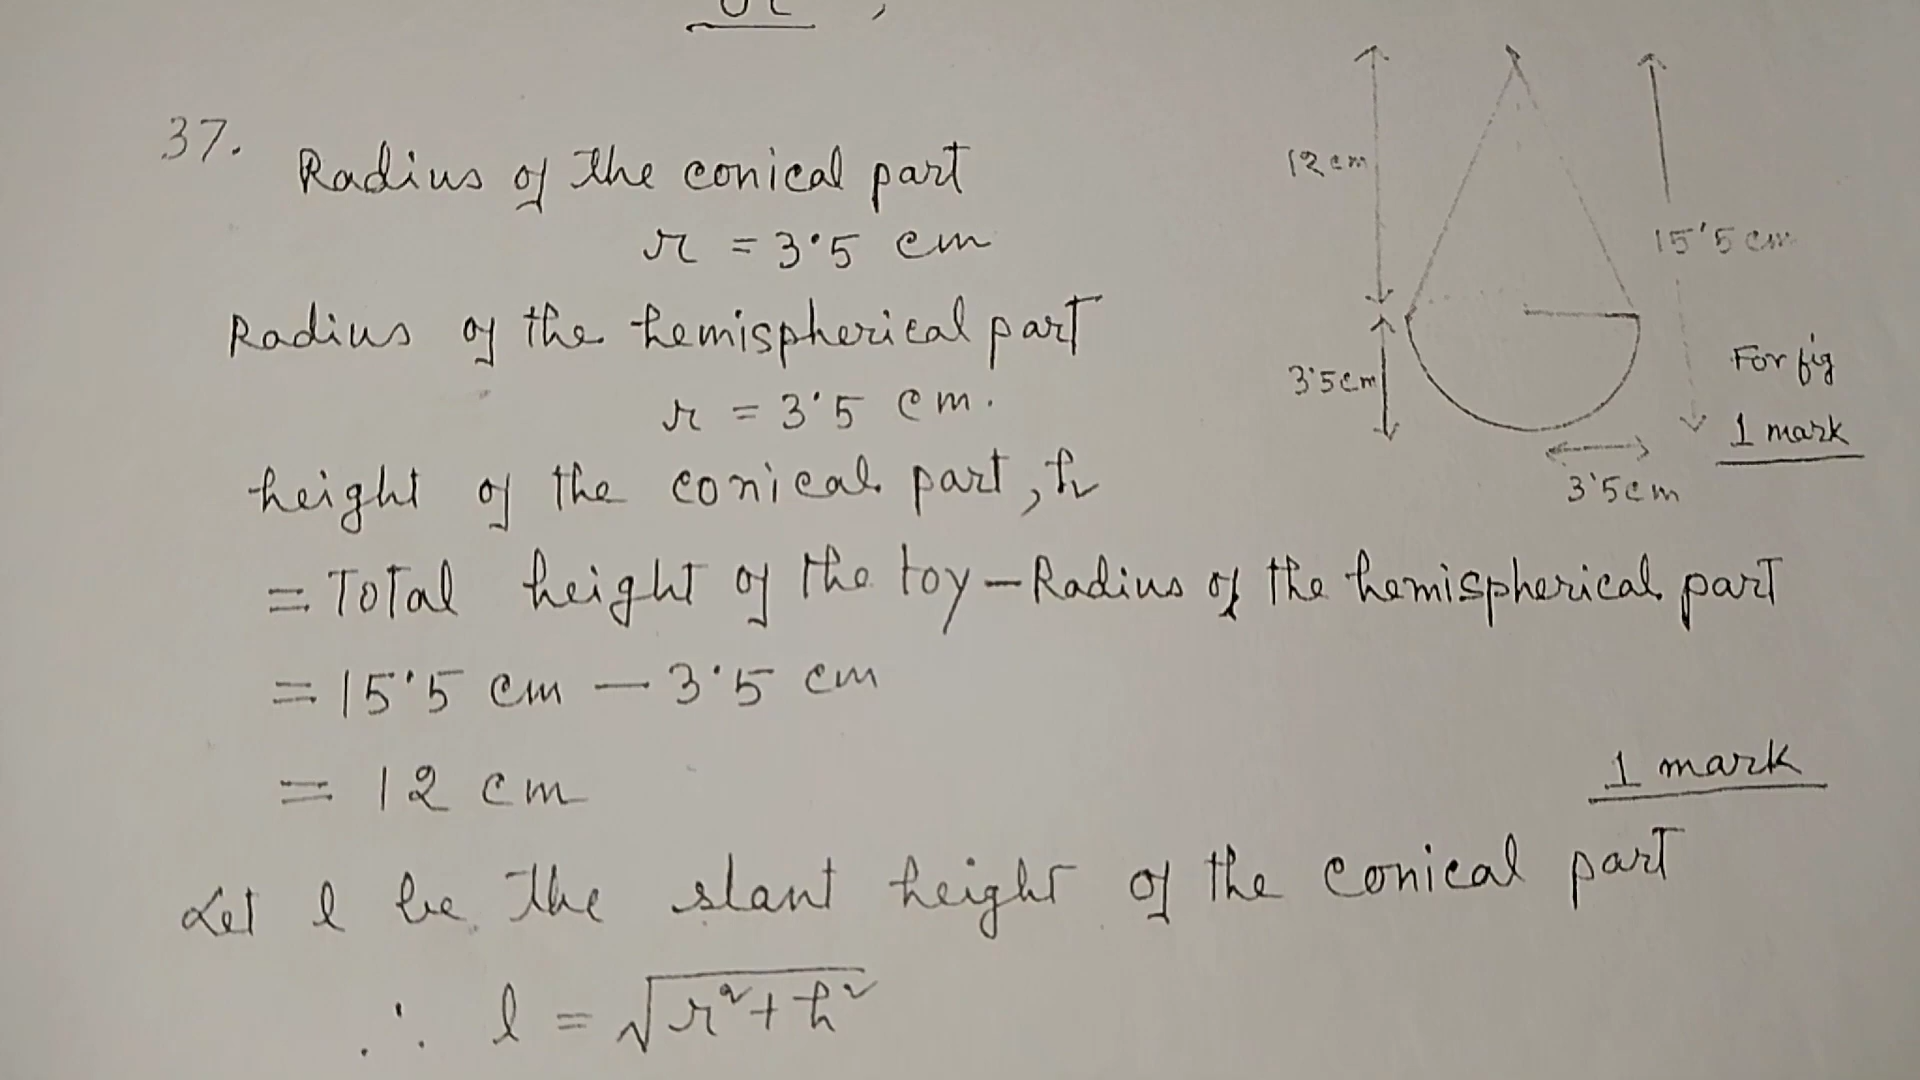 or,
37.
Radius of the conical part
r = 3.5 cm
Radius of the hemispherical part
r = 3.5 cm.
height of the conical part, h
= Total height of the toy - Radius of the hemispherical part
= 15.5 cm - 3.5 cm
= 12 cm
1 mark
Let l be the slant height of the conical part
∴ l = √(r²+h²)
12 cm
15.5 cm
3.5 cm
3.5 cm
For fig
1 mark